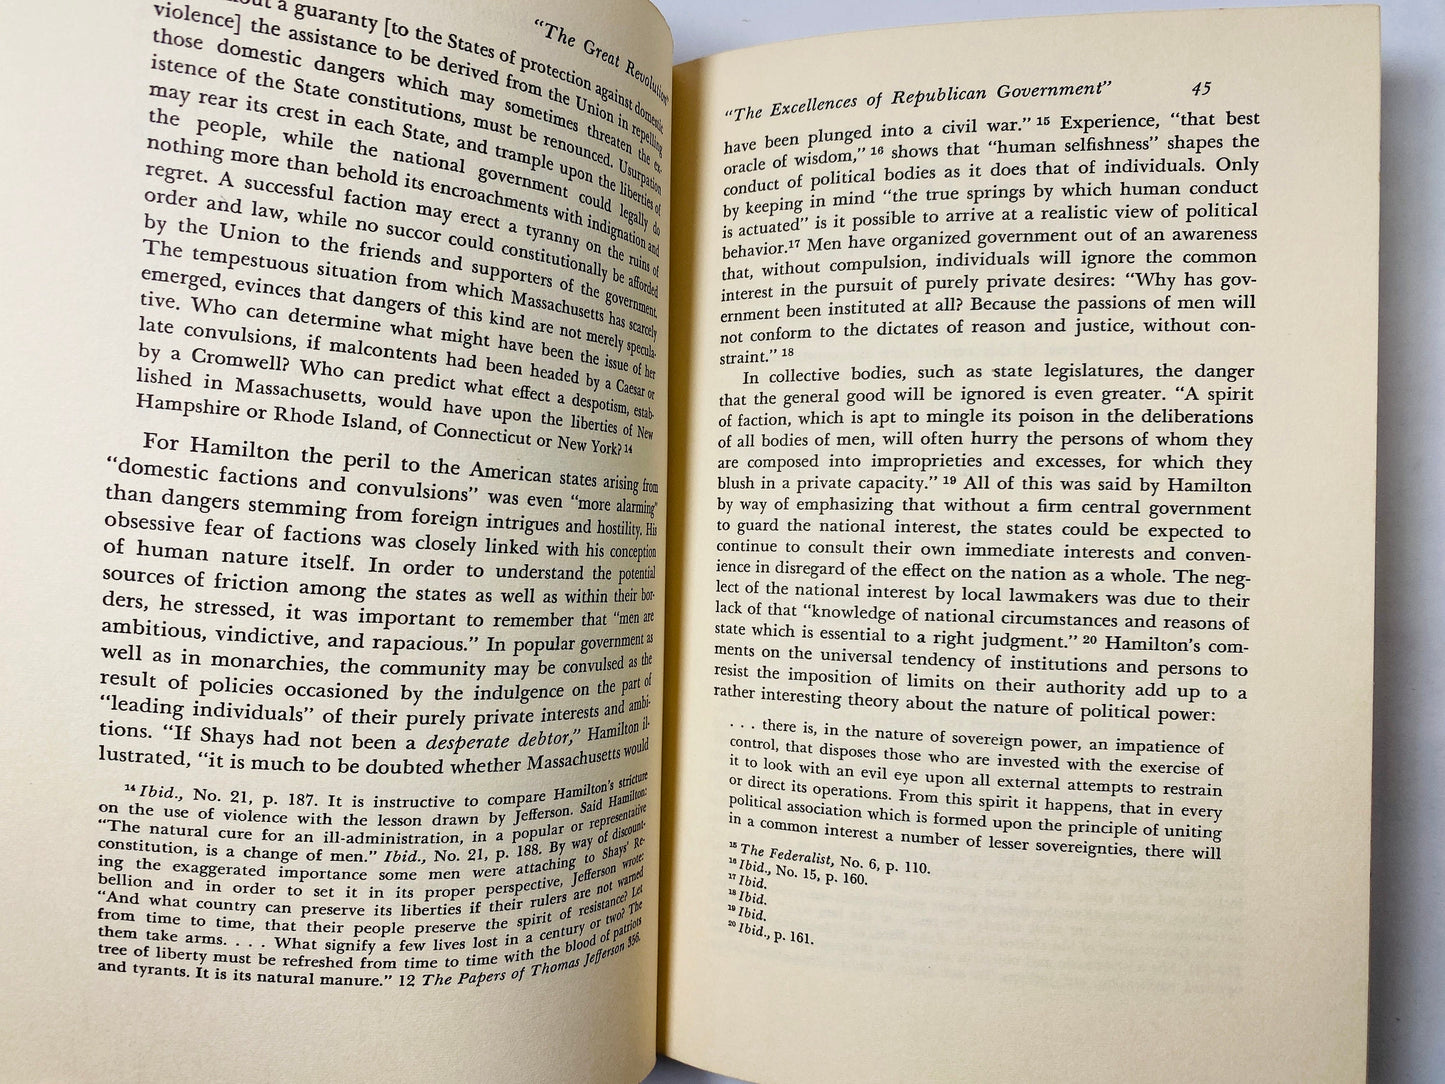 "The Great Revolution"
a guaranty [to the States of protection against domestic
violence] the assistance to be derived from the Union in repelling
those domestic dangers which may sometimes threaten the ex-
istence of the State constitutions, must be renounced. Usurpation
may rear its crest in each State, and trample upon the liberties of
the people, while the national government could legally do
nothing more than behold its encroachments with indignation and
regret. A successful faction may erect a tyranny on the ruins of
order and law, while no succor could constitutionally be afforded
by the Union to the friends and supporters of the government.
The tempestuous situation from which Massachusetts has scarcely
emerged, evinces that dangers of this kind are not merely specula-
tive. Who can determine what might have been the issue of her
late convulsions, if malcontents had been headed by a Caesar or
by a Cromwell? Who can predict what effect a despotism, estab-
lished in Massachusetts, would have upon the liberties of New
Hampshire or Rhode Island, of Connecticut or New York? 14
For Hamilton the peril to the American states arising from
"domestic factions and convulsions" was even "more alarming"
than dangers stemming from foreign intrigues and hostility. His
obsessive fear of factions was closely linked with his conception
of human nature itself. In order to understand the potential
sources of friction among the states as well as within their bor-
ders, he stressed, it was important to remember that "men are
ambitious, vindictive, and rapacious." In popular government as
well as in monarchies, the community may be convulsed as the
result of policies occasioned by the indulgence on the part of
"leading individuals" of their purely private interests and ambi-
tions. "If Shays had not been a desperate debtor," Hamilton il-
lustrated, "it is much to be doubted whether Massachusetts would
14 Ibid., No. 21, p. 187. It is instructive to compare Hamilton's stricture
on the use of violence with the lesson drawn by Jefferson. Said Hamilton:
"The natural cure for an ill-administration, in a popular or representative
constitution, is a change of men." Ibid., No. 21, p. 188. By way of discount-
ing the exaggerated importance some men were attaching to Shays' Re-
bellion and in order to set it in its proper perspective, Jefferson wrote:
"And what country can preserve its liberties if their rulers are not warned
from time to time, that their people preserve the spirit of resistance? Let
them take arms. . . . What signify a few lives lost in a century or two? The
tree of liberty must be refreshed from time to time with the blood of patriots
and tyrants. It is its natural manure." 12 The Papers of Thomas Jefferson 356.
"The Excellences of Republican Government" 45
have been plunged into a civil war." 15 Experience, "that best
oracle of wisdom," 16 shows that "human selfishness" shapes the
conduct of political bodies as it does that of individuals. Only
by keeping in mind "the true springs by which human conduct
is actuated" is it possible to arrive at a realistic view of political
behavior.17 Men have organized government out of an awareness
that, without compulsion, individuals will ignore the common
interest in the pursuit of purely private desires: "Why has gov-
ernment been instituted at all? Because the passions of men will
not conform to the dictates of reason and justice, without con-
straint." 18
In collective bodies, such as state legislatures, the danger
that the general good will be ignored is even greater. "A spirit
of faction, which is apt to mingle its poison in the deliberations
of all bodies of men, will often hurry the persons of whom they
are composed into improprieties and excesses, for which they
blush in a private capacity." 19 All of this was said by Hamilton
by way of emphasizing that without a firm central government
to guard the national interest, the states could be expected to
continue to consult their own immediate interests and conven-
ience in disregard of the effect on the nation as a whole. The neg-
lect of the national interest by local lawmakers was due to their
lack of that "knowledge of national circumstances and reasons of
state which is essential to a right judgment." 20 Hamilton's com-
ments on the universal tendency of institutions and persons to
resist the imposition of limits on their authority add up to a
rather interesting theory about the nature of political power:
. . . there is, in the nature of sovereign power, an impatience of
control, that disposes those who are invested with the exercise of
it to look with an evil eye upon all external attempts to restrain
or direct its operations. From this spirit it happens, that in every
political association which is formed upon the principle of uniting
in a common interest a number of lesser sovereignties, there will
15 The Federalist, No. 6, p. 110.
16 Ibid., No. 15, p. 160.
17 Ibid.
18 Ibid.
19 Ibid.
20 Ibid., p. 161.